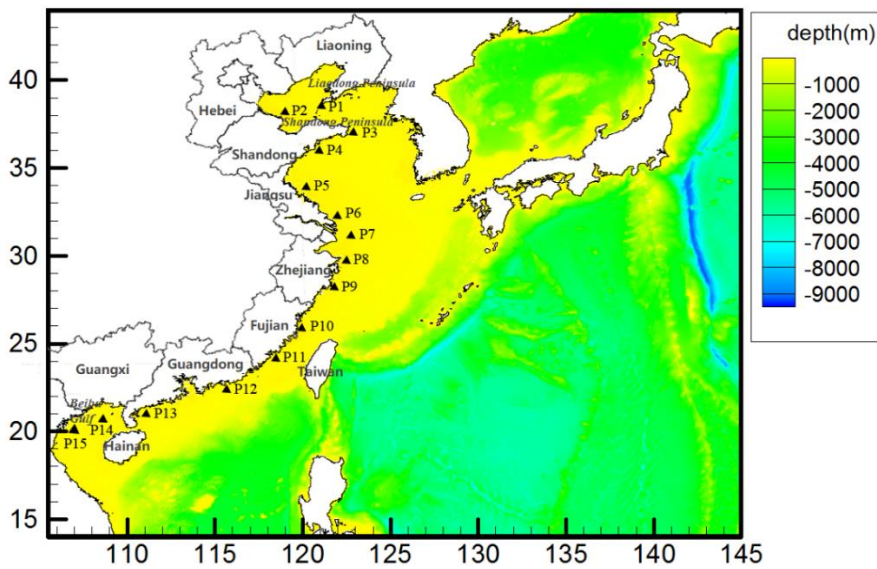 depth(m)
-1000
-2000
-3000
-4000
-5000
-6000
-7000
-8000
-9000
40
35
30
25
20
15
110
115
120
125
130
135
140
145
Liaoning
Liaodong Peninsula
Hebei
P2
P1
Shandong Peninsula
P3
Shandong
P4
P5
Jiangsu
P6
P7
P8
Zhejiang
P9
Fujian
P10
P11
Taiwan
Guangxi
Guangdong
P12
Beibu
Gulf
P13
P14
P15
Hainan